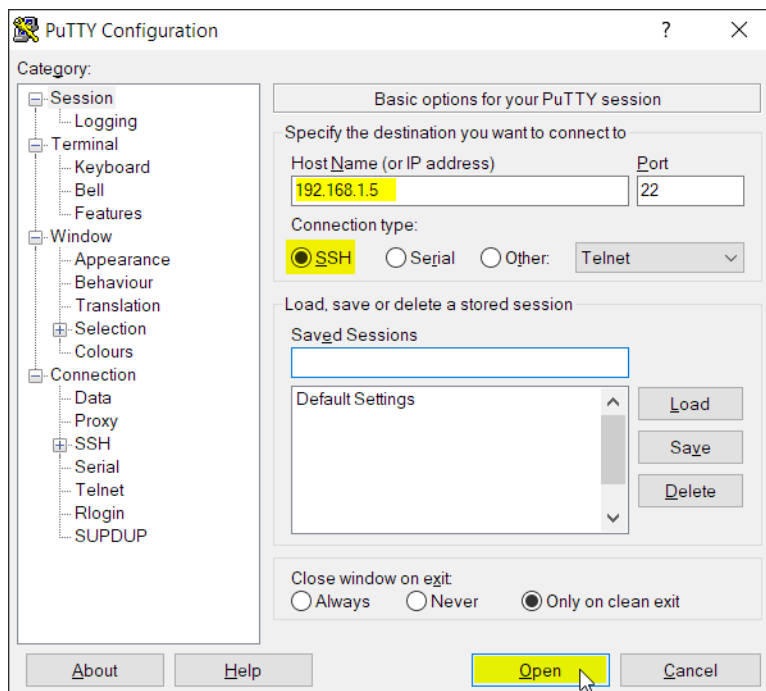 PuTTY Configuration
?
Category:
Session
Logging
Terminal
Keyboard
Bell
Features
Window
Appearance
Behaviour
Translation
Selection
Colours
Connection
Data
Proxy
SSH
Serial
Telnet
Rlogin
SUPDUP
Basic options for your PuTTY session
Specify the destination you want to connect to
Host Name (or IP address) Port
192.168.1.5 22
Connection type:
SSH Serial Other: Telnet
Load, save or delete a stored session
Saved Sessions
Default Settings
Load
Save
Delete
Close window on exit:
Always Never Only on clean exit
About Help Open Cancel